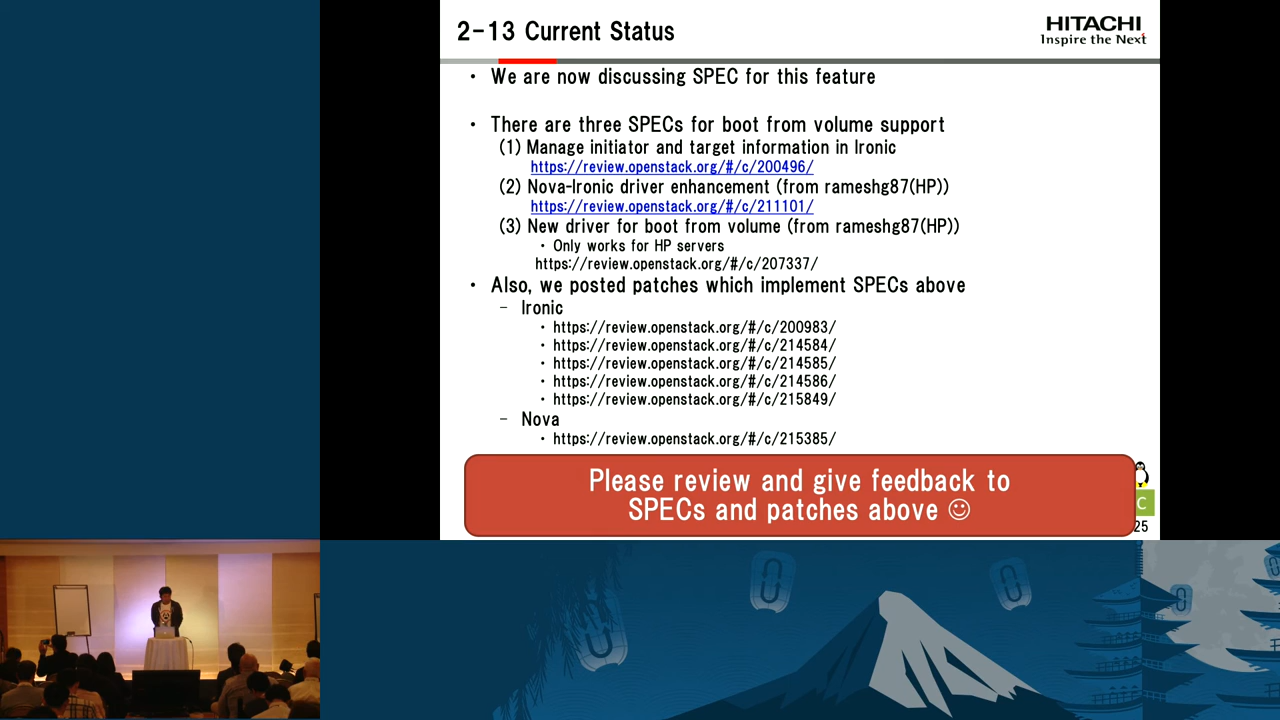 2-13 Current Status
HITACHI
Inspire the Next
・ We are now discussing SPEC for this feature
・ There are three SPECs for boot from volume support
(1) Manage initiator and target information in Ironic
https://review.openstack.org/#/c/200496/
(2) Nova-Ironic driver enhancement (from rameshg87(HP))
https://review.openstack.org/#/c/211101/
(3) New driver for boot from volume (from rameshg87(HP))
・ Only works for HP servers
https://review.openstack.org/#/c/207337/
・ Also, we posted patches which implement SPECs above
– Ironic
・ https://review.openstack.org/#/c/200983/
・ https://review.openstack.org/#/c/214584/
・ https://review.openstack.org/#/c/214585/
・ https://review.openstack.org/#/c/214586/
・ https://review.openstack.org/#/c/215849/
– Nova
・ https://review.openstack.org/#/c/215385/
Please review and give feedback to
SPECs and patches above ☺
C
25